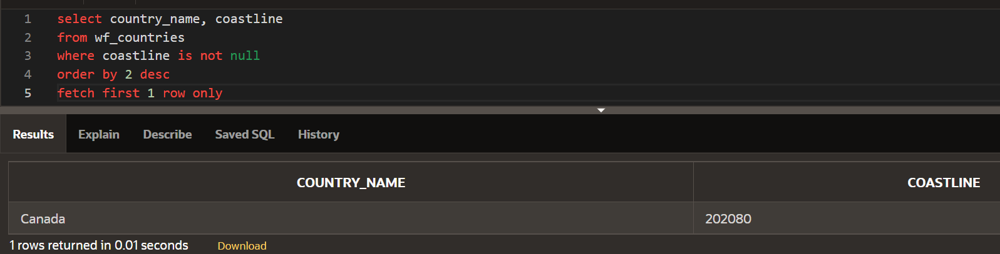 1 select country_name, coastline
2 from wf_countries
3 where coastline is not null
4 order by 2 desc
5 fetch first 1 row only
Results Explain Describe Saved SQL History
COUNTRY_NAME COASTLINE
Canada 202080
1 rows returned in 0.01 seconds Download